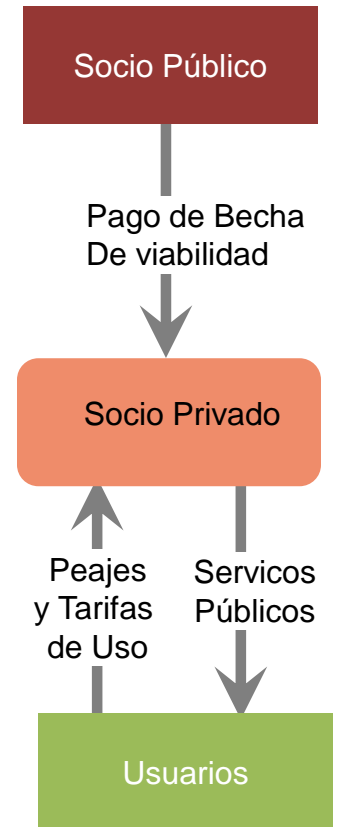 Socio Público
Pago de Becha
De viabilidad
Socio Privado
Peajes
y Tarifas
de Uso
Servicos
Públicos
Usuarios